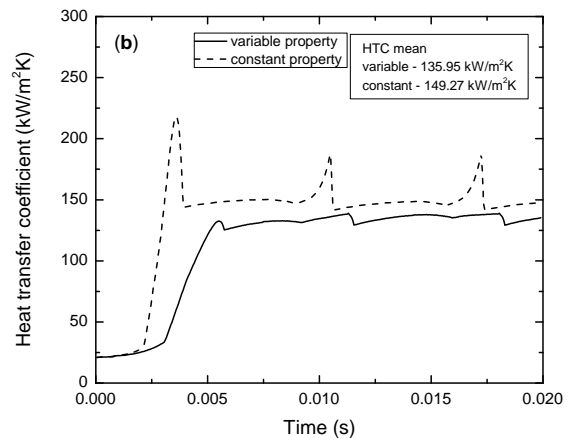 (b)
variable property
constant property
HTC mean
variable - 135.95 kW/m²K
constant - 149.27 kW/m²K
Heat transfer coefficient (kW/m²K)
300
250
200
150
100
50
0
0.000
0.005
0.010
0.015
0.020
Time (s)